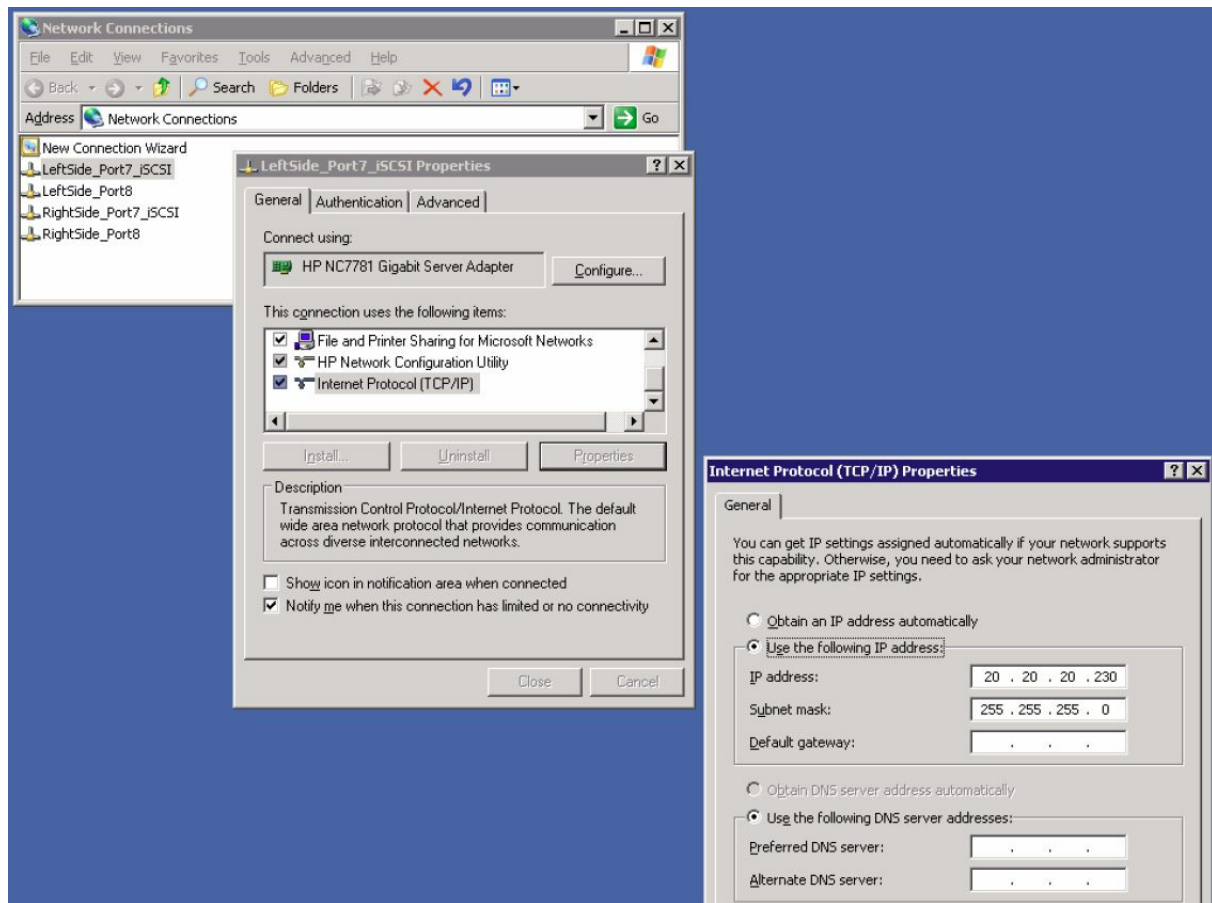 Network Connections
File Edit View Favorites Tools Advanced Help
Back Search Folders
Address Network Connections Go
New Connection Wizard
LeftSide_Port7_iSCSI
LeftSide_Port8
RightSide_Port7_iSCSI
RightSide_Port8
LeftSide_Port7_iSCSI Properties
General Authentication Advanced
Connect using:
HP NC7781 Gigabit Server Adapter Configure...
This connection uses the following items:
File and Printer Sharing for Microsoft Networks
HP Network Configuration Utility
Internet Protocol (TCP/IP)
Install... Uninstall Properties
Description
Transmission Control Protocol/Internet Protocol. The default
wide area network protocol that provides communication
across diverse interconnected networks.
Show icon in notification area when connected
Notify me when this connection has limited or no connectivity
Close Cancel
Internet Protocol (TCP/IP) Properties
General
You can get IP settings assigned automatically if your network supports
this capability. Otherwise, you need to ask your network administrator
for the appropriate IP settings.
Obtain an IP address automatically
Use the following IP address:
IP address: 20 . 20 . 20 . 230
Subnet mask: 255 . 255 . 255 . 0
Default gateway: . . .
Obtain DNS server address automatically
Use the following DNS server addresses:
Preferred DNS server: . . .
Alternate DNS server: . . .